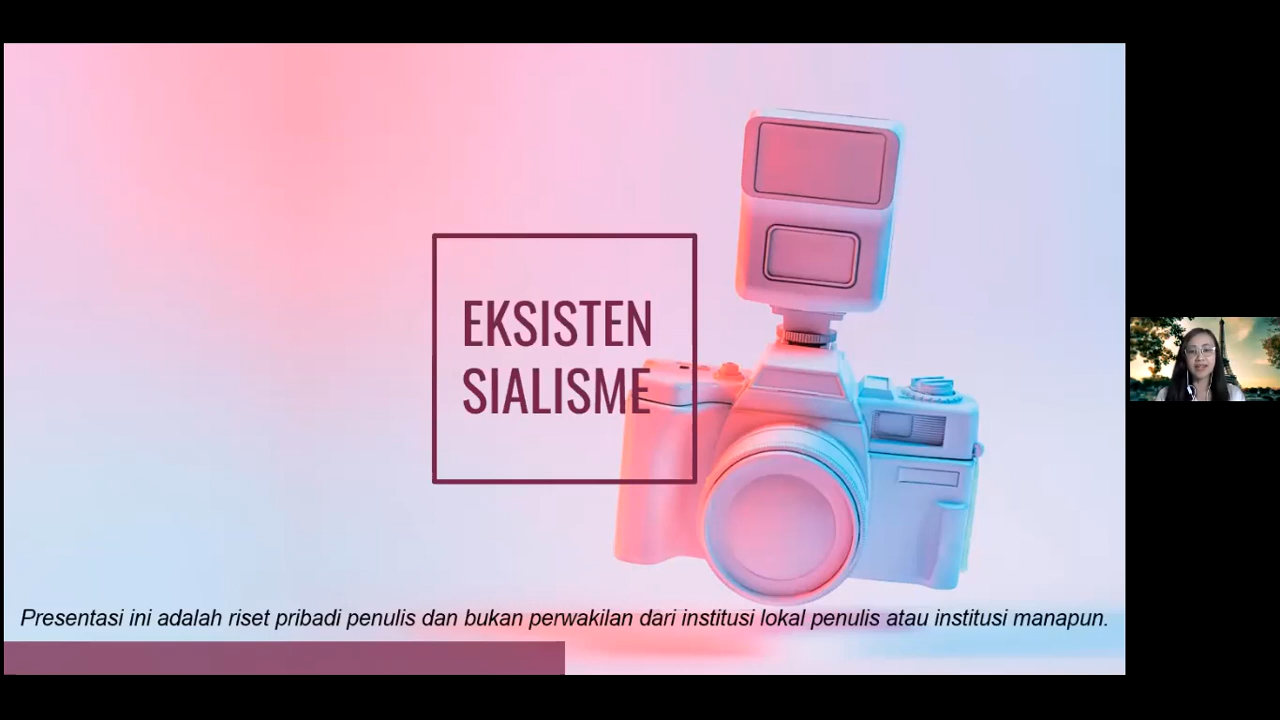 EKSISTEN
SIALISME
Presentasi ini adalah riset pribadi penulis dan bukan perwakilan dari institusi lokal penulis atau institusi manapun.